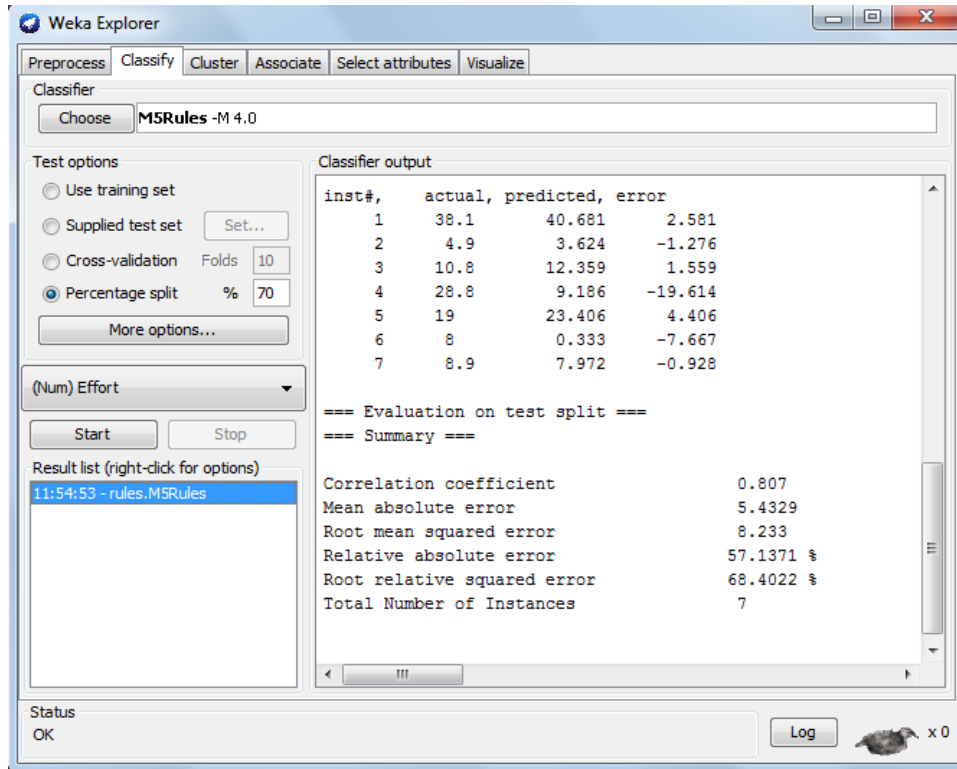 Weka Explorer
Preprocess Classify Cluster Associate Select attributes Visualize
Classifier
Choose M5Rules -M 4.0
Test options
Use training set
Supplied test set Set...
Cross-validation Folds 10
Percentage split % 70
More options...
(Num) Effort
Start Stop
Result list (right-click for options)
11:54:53 - rules.M5Rules
Classifier output
inst#, actual, predicted, error
1 38.1 40.681 2.581
2 4.9 3.624 -1.276
3 10.8 12.359 1.559
4 28.8 9.186 -19.614
5 19 23.406 4.406
6 8 0.333 -7.667
7 8.9 7.972 -0.928
=== Evaluation on test split ===
=== Summary ===
Correlation coefficient 0.807
Mean absolute error 5.4329
Root mean squared error 8.233
Relative absolute error 57.1371 %
Root relative squared error 68.4022 %
Total Number of Instances 7
Status
OK
Log x 0